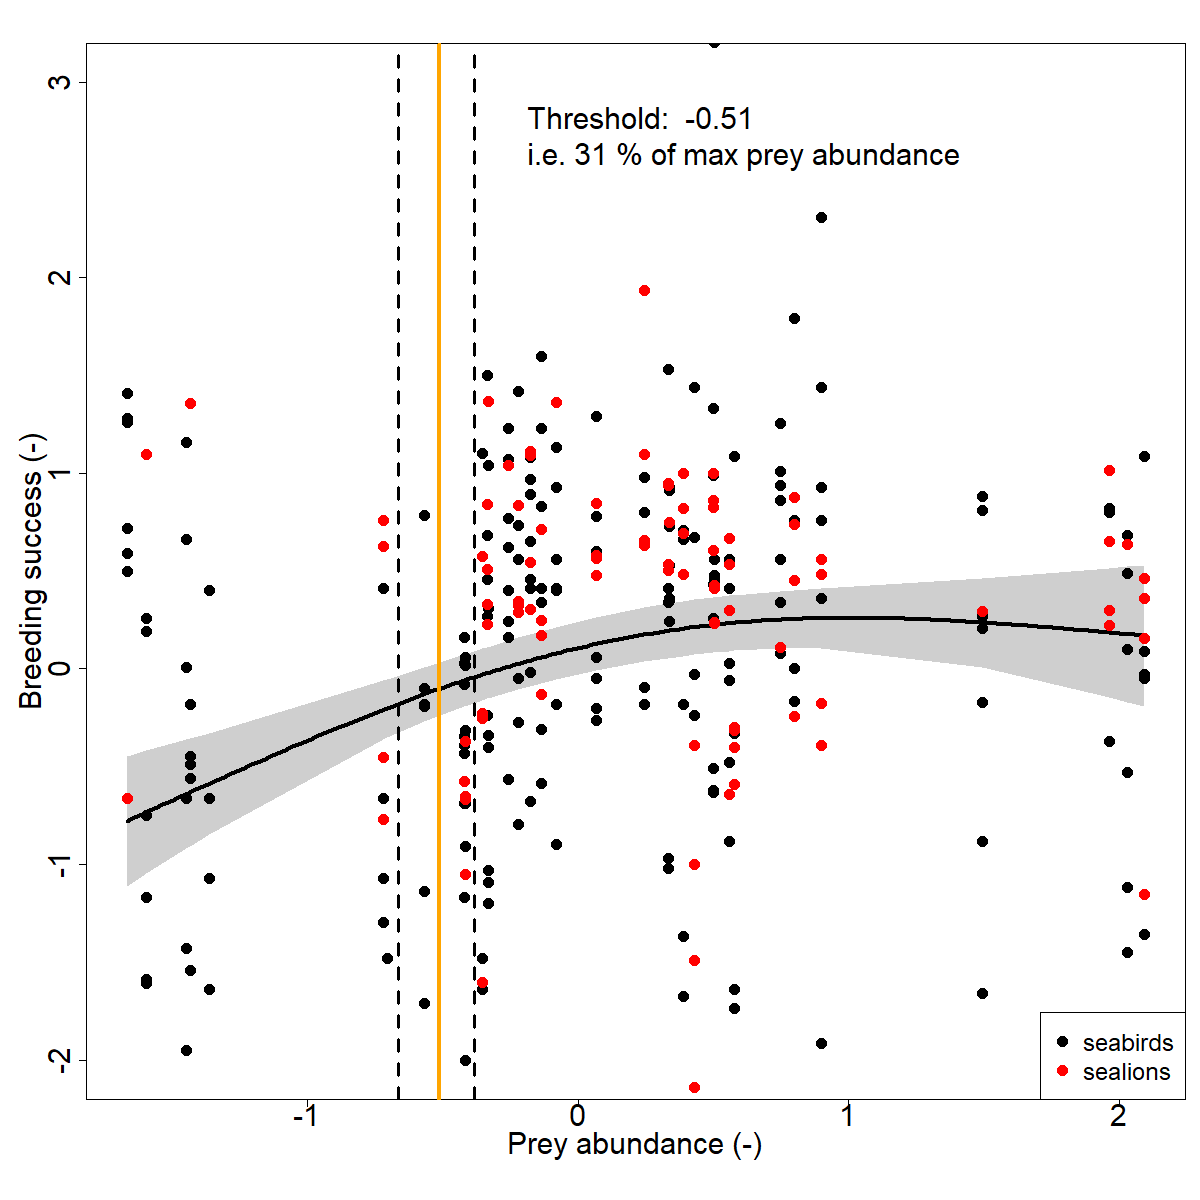 Threshold:  -0.51
i.e. 31 % of max prey abundance
Breeding success (-)
3
2
1
0
-1
-2
-1
0
1
2
Prey abundance (-)
seabirds
sealions